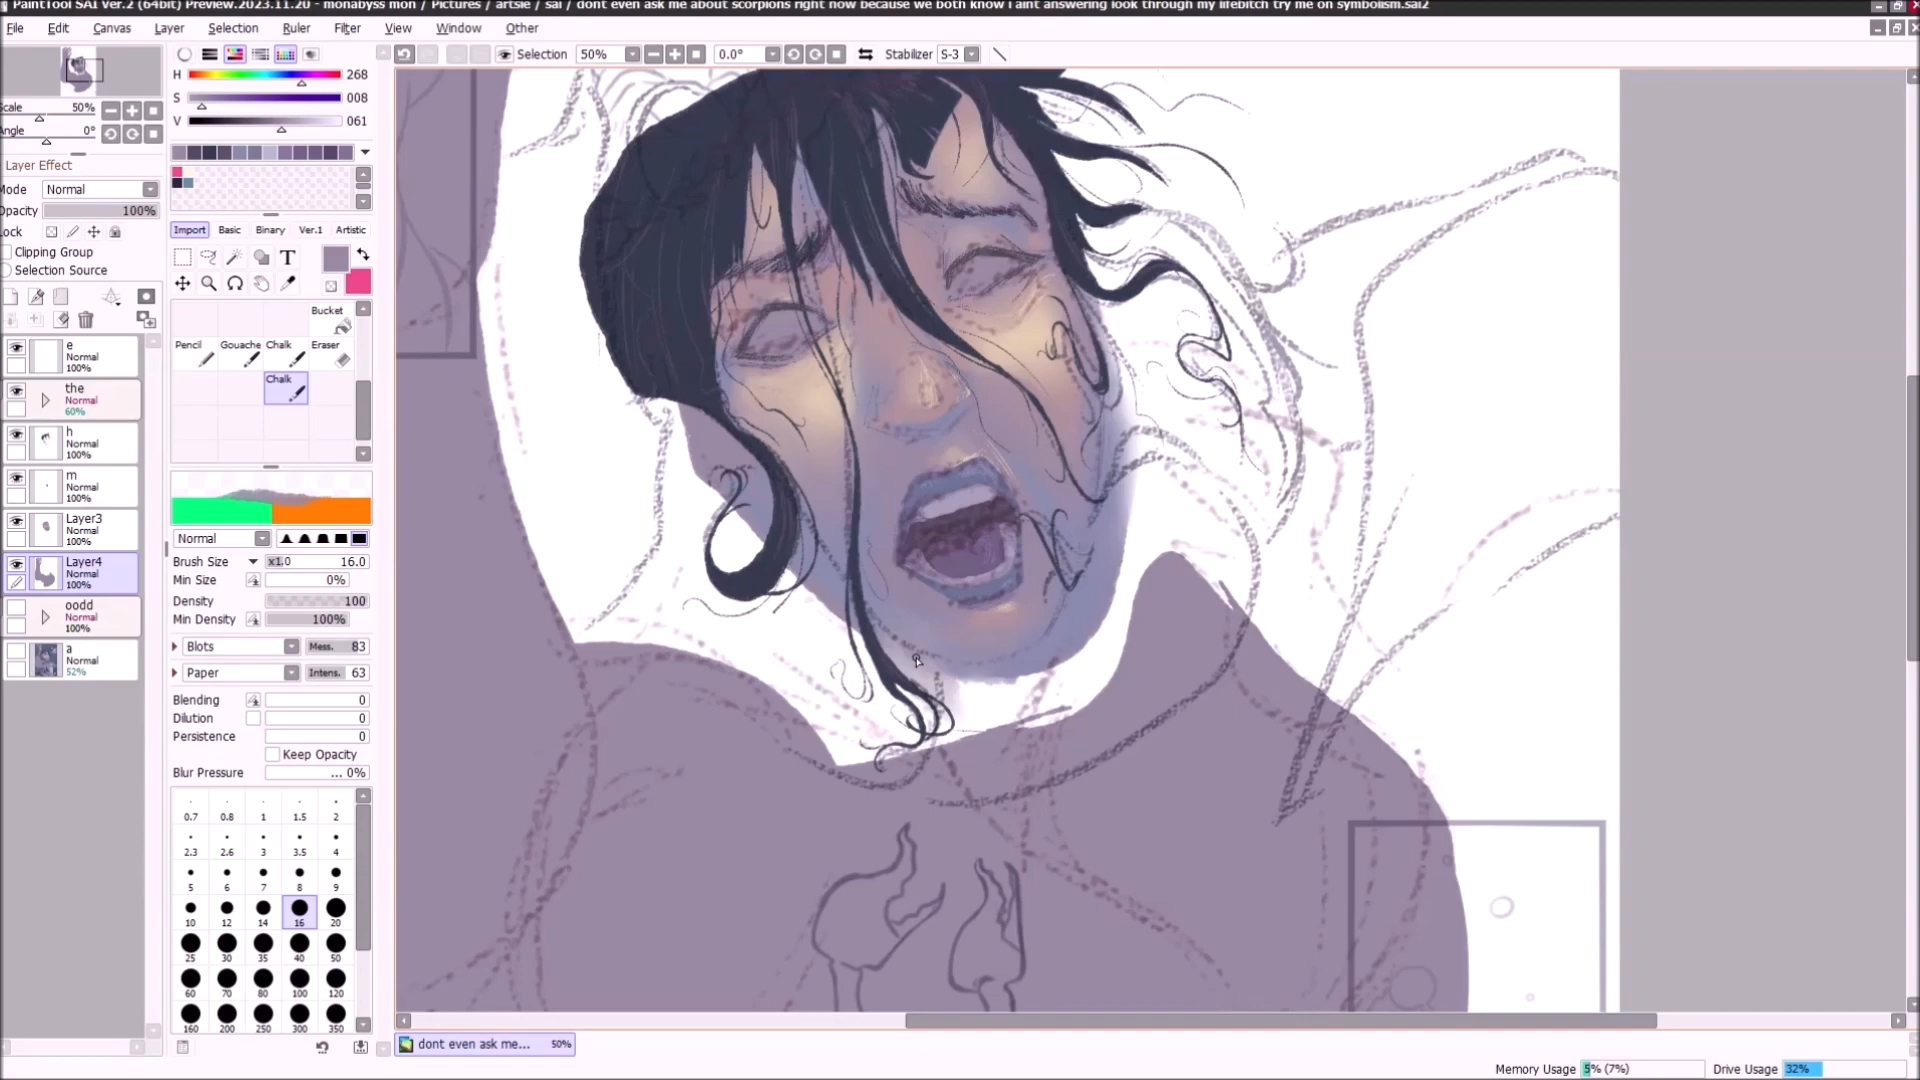 PaintTool SAI Ver.2 (64bit) Preview.2023.11.20 - monabyss mon / Pictures / artsie / sai / dont even ask me about scorpions right now because we both know i aint answering look through my lifebitch try me on symbolism.sai2
File Edit Canvas Layer Selection Ruler Filter View Window Other
Selection 50% 0.0° Stabilizer S-3
H 268
S 008
V 061
Scale 50%
Angle 0°
Layer Effect
Mode Normal
Opacity 100%
Lock
Clipping Group
Selection Source
e
Normal
100%
the
Normal
60%
h
Normal
100%
m
Normal
100%
Layer3
Normal
100%
Layer4
Normal
100%
oodd
Normal
100%
a
Normal
52%
Import Basic Binary Ver.1 Artistic
T
Bucket
Pencil Gouache Chalk Eraser
Chalk
Normal
Brush Size x1.0 16.0
Min Size 0%
Density 100
Min Density 100%
Blots Mess. 83
Paper Intens. 63
Blending 0
Dilution 0
Persistence 0
Keep Opacity
Blur Pressure ... 0%
0.7 0.8 1 1.5 2
2.3 2.6 3 3.5 4
5 6 7 8 9
10 12 14 16 20
25 30 35 40 50
60 70 80 100 120
160 200 250 300 350
dont even ask me... 50%
Memory Usage 5% (7%) Drive Usage 32%